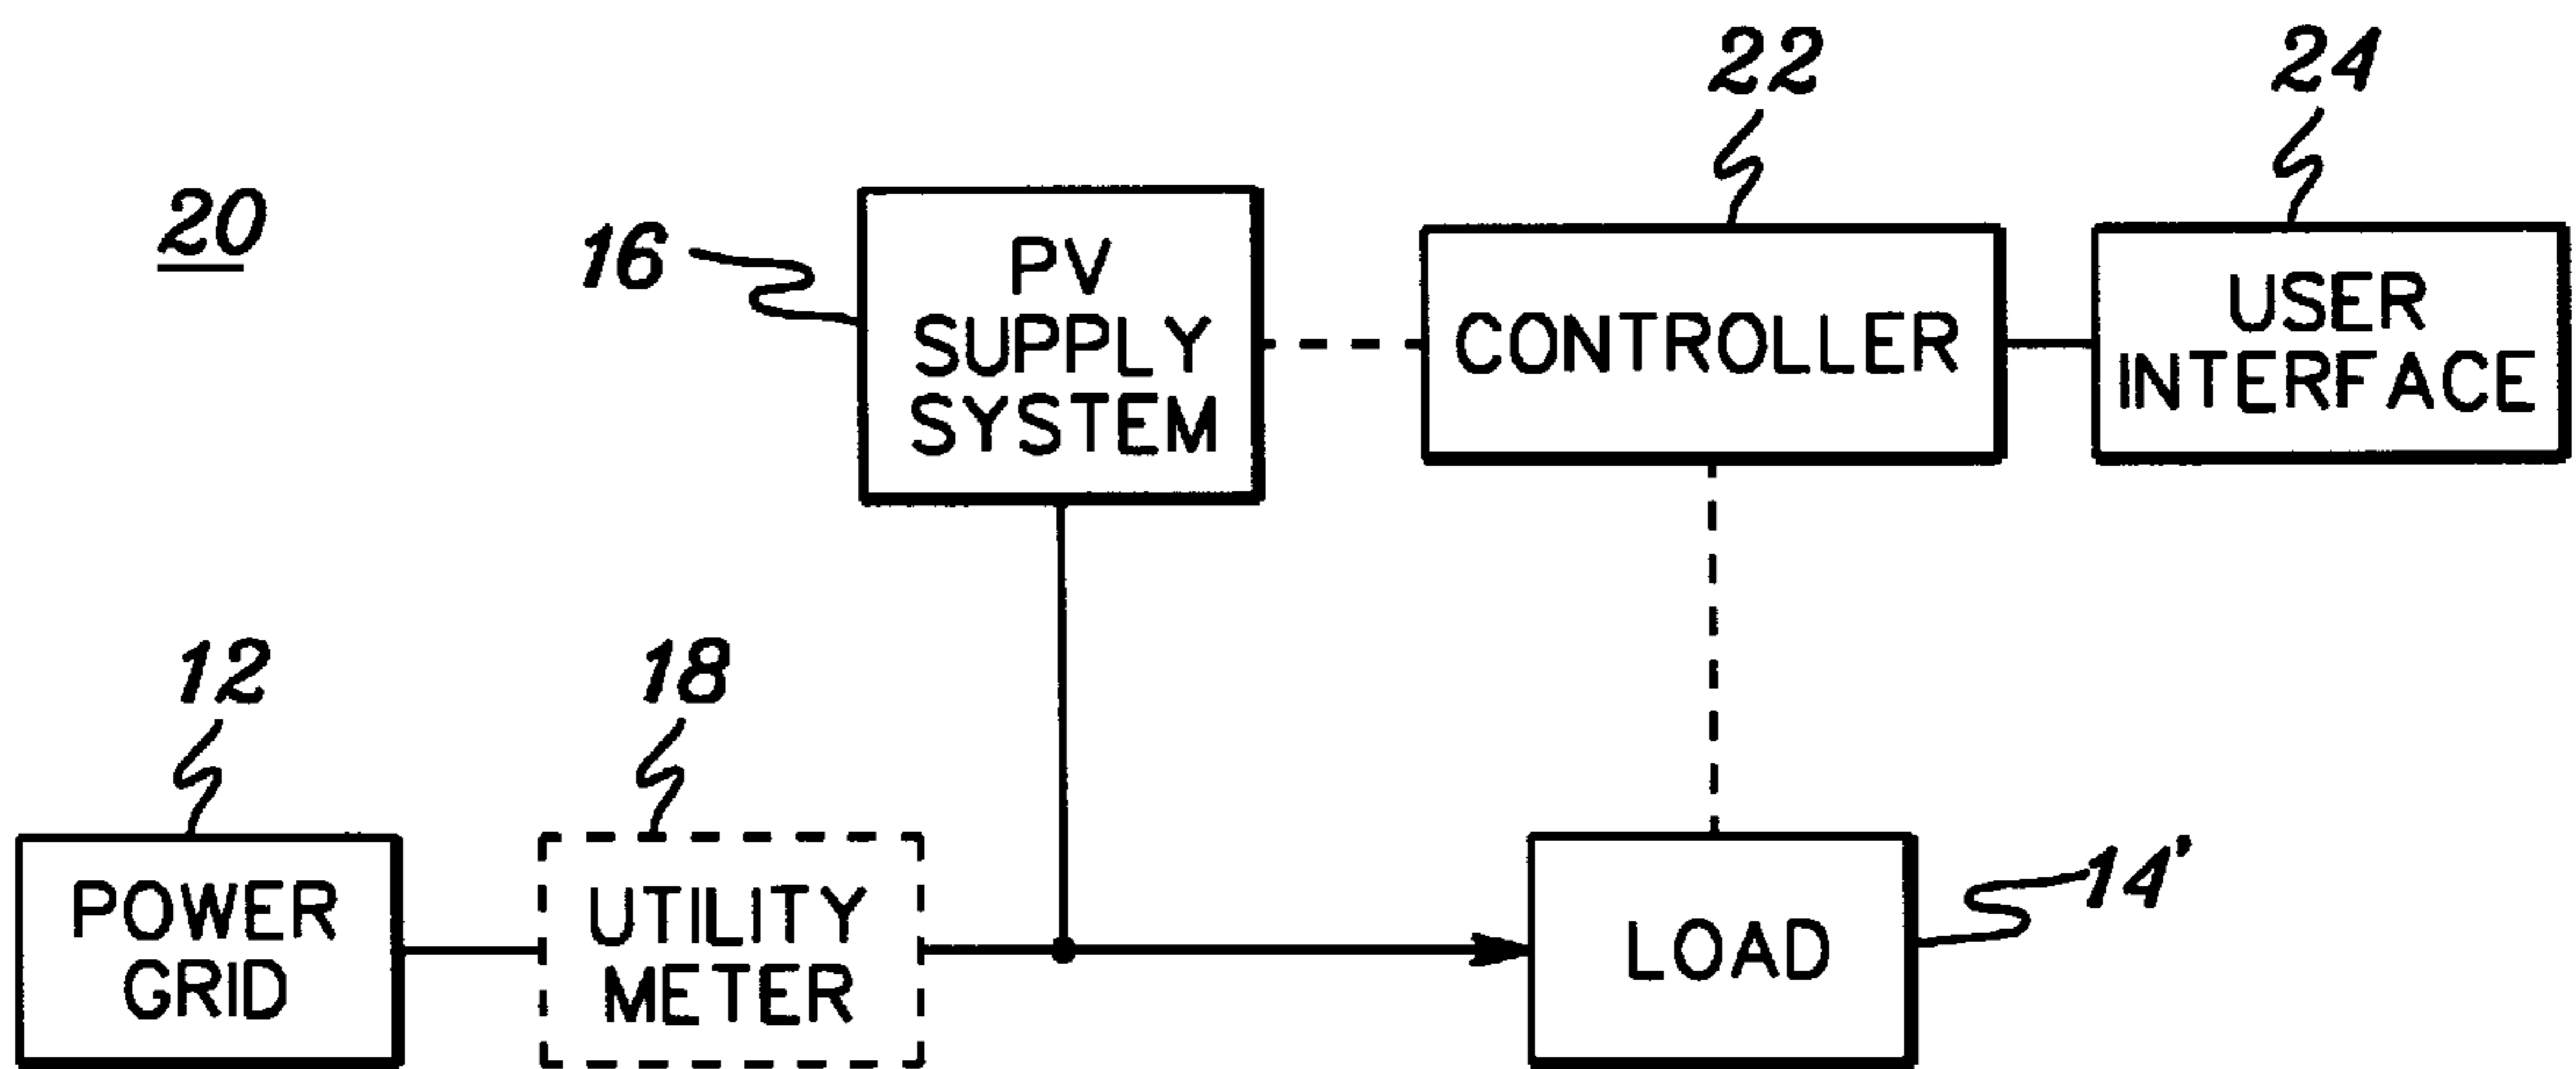 22
24
20
16
PV
SUPPLY
SYSTEM
CONTROLLER
USER
INTERFACE
12
18
POWER
GRID
UTILITY
METER
LOAD
14'